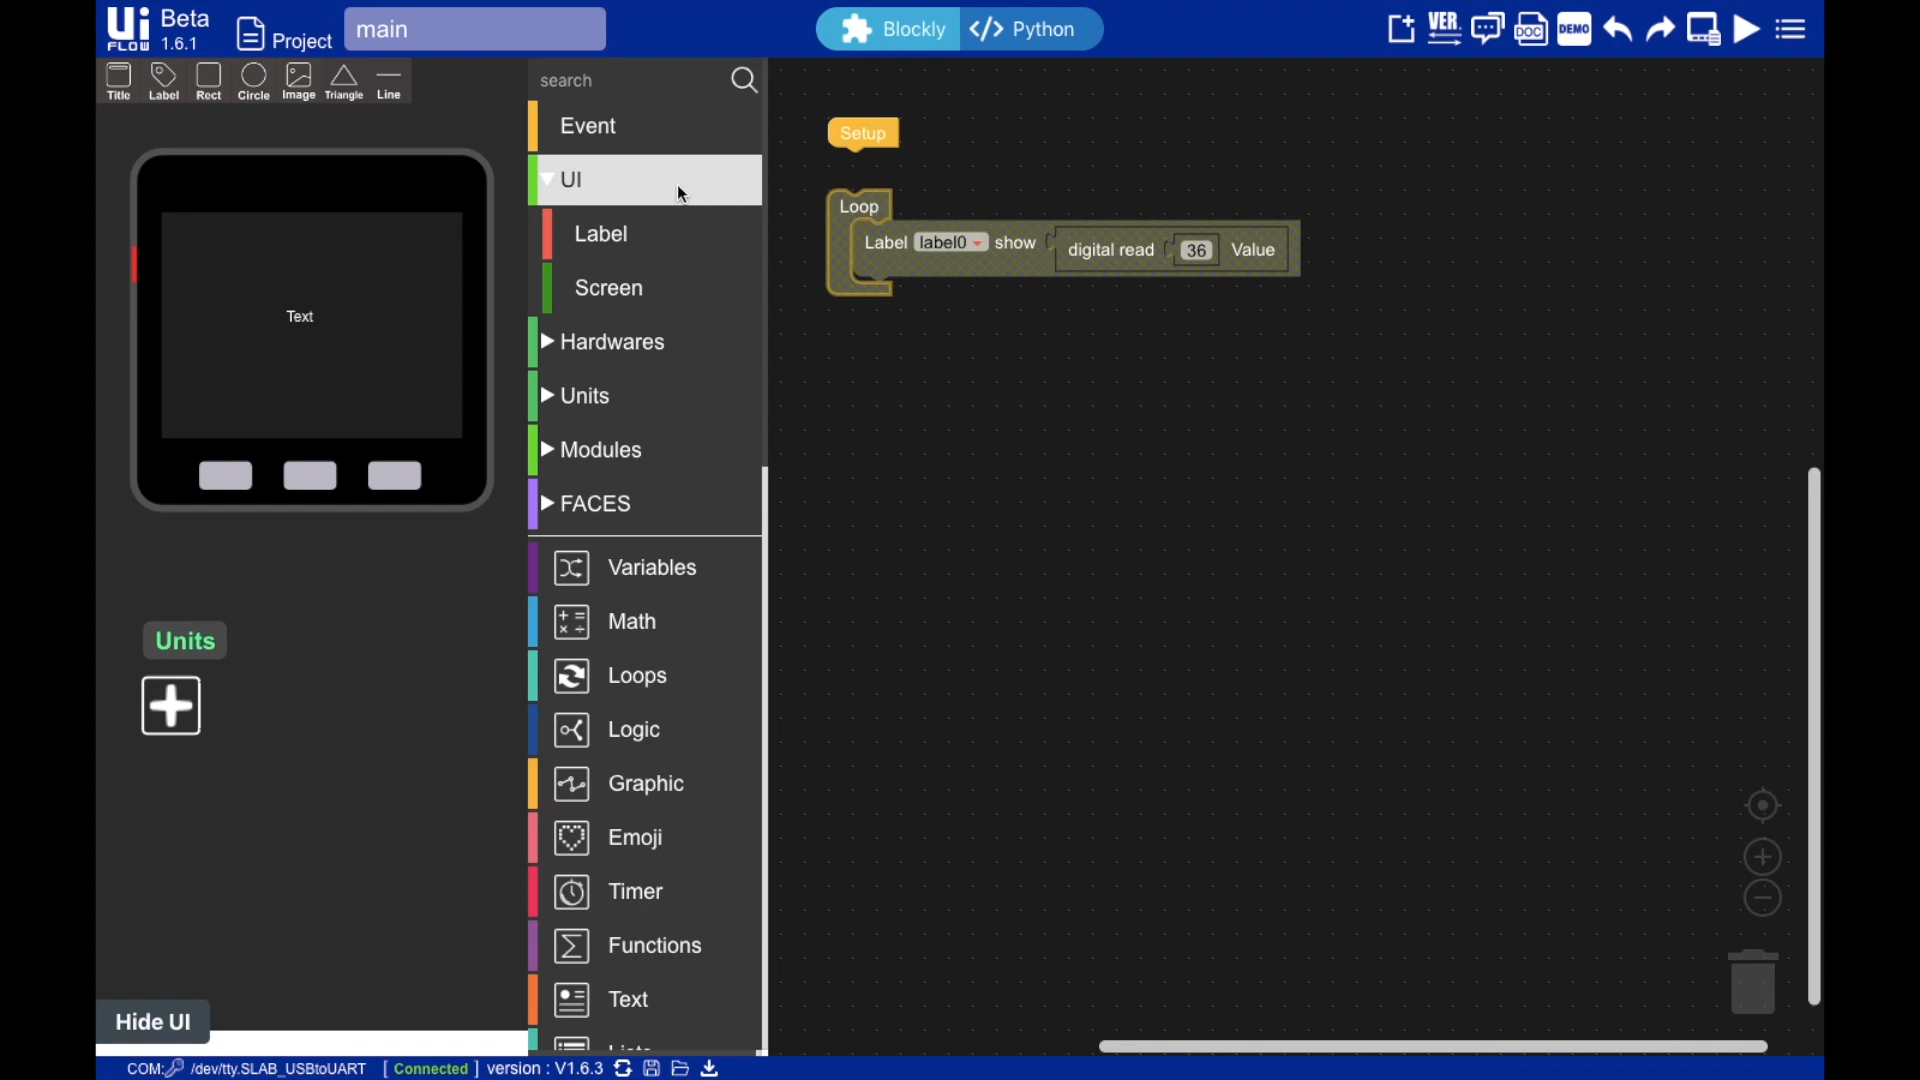 Ui FLOW Beta 1.6.1 Project main Blockly </> Python VER. DOC DEMO
Title Label Rect Circle Image Triangle Line
search
Event
UI
Label
Screen
Hardwares
Units
Modules
FACES
Variables
Math
Loops
Logic
Graphic
Emoji
Timer
Functions
Text
Text
Units
Hide UI
Setup
Loop
Label label0 show digital read 36 Value
COM: /dev/tty.SLAB_USBtoUART [ Connected ] version : V1.6.3